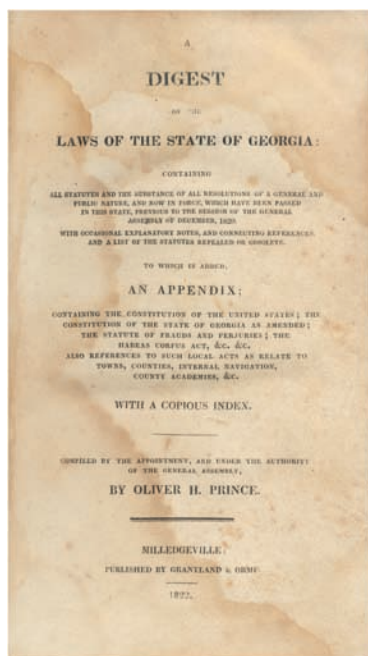 A
DIGEST
OF THE
LAWS OF THE STATE OF GEORGIA:
CONTAINING
ALL STATUTES AND THE SUBSTANCE OF ALL RESOLUTIONS OF A GENERAL AND
PUBLIC NATURE, AND NOW IN FORCE, WHICH HAVE BEEN PASSED
IN THIS STATE, PREVIOUS TO THE SESSION OF THE GENERAL
ASSEMBLY OF DECEMBER, 1820.
WITH OCCASIONAL EXPLANATORY NOTES, AND CONNECTING REFERENCES.
AND A LIST OF THE STATUTES REPEALED OR OBSOLETE.
TO WHICH IS ADDED,
AN APPENDIX;
CONTAINING THE CONSTITUTION OF THE UNITED STATES; THE
CONSTITUTION OF THE STATE OF GEORGIA AS AMENDED;
THE STATUTE OF FRAUDS AND PERJURIES; THE
HABEAS CORPUS ACT, &C. &C.
ALSO REFERENCES TO SUCH LOCAL ACTS AS RELATE TO
TOWNS, COUNTIES, INTERNAL NAVIGATION,
COUNTY ACADEMIES, &C.
WITH A COPIOUS INDEX.
COMPILED BY THE APPOINTMENT, AND UNDER THE AUTHORITY
OF THE GENERAL ASSEMBLY,
BY OLIVER H. PRINCE.
MILLEDGEVILLE:
PUBLISHED BY GRANTLAND & ORME
1822.